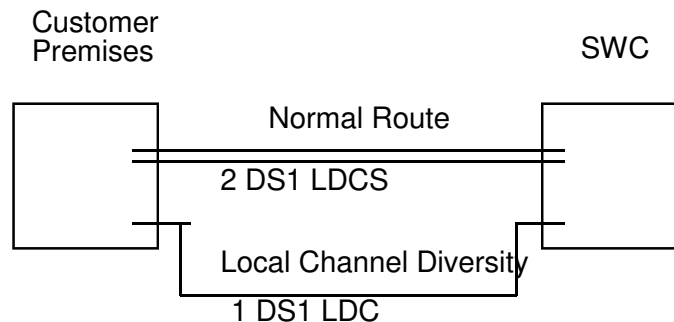 Customer
Premises
SWC
Normal Route
2 DS1 LDCS
Local Channel Diversity
1 DS1 LDC